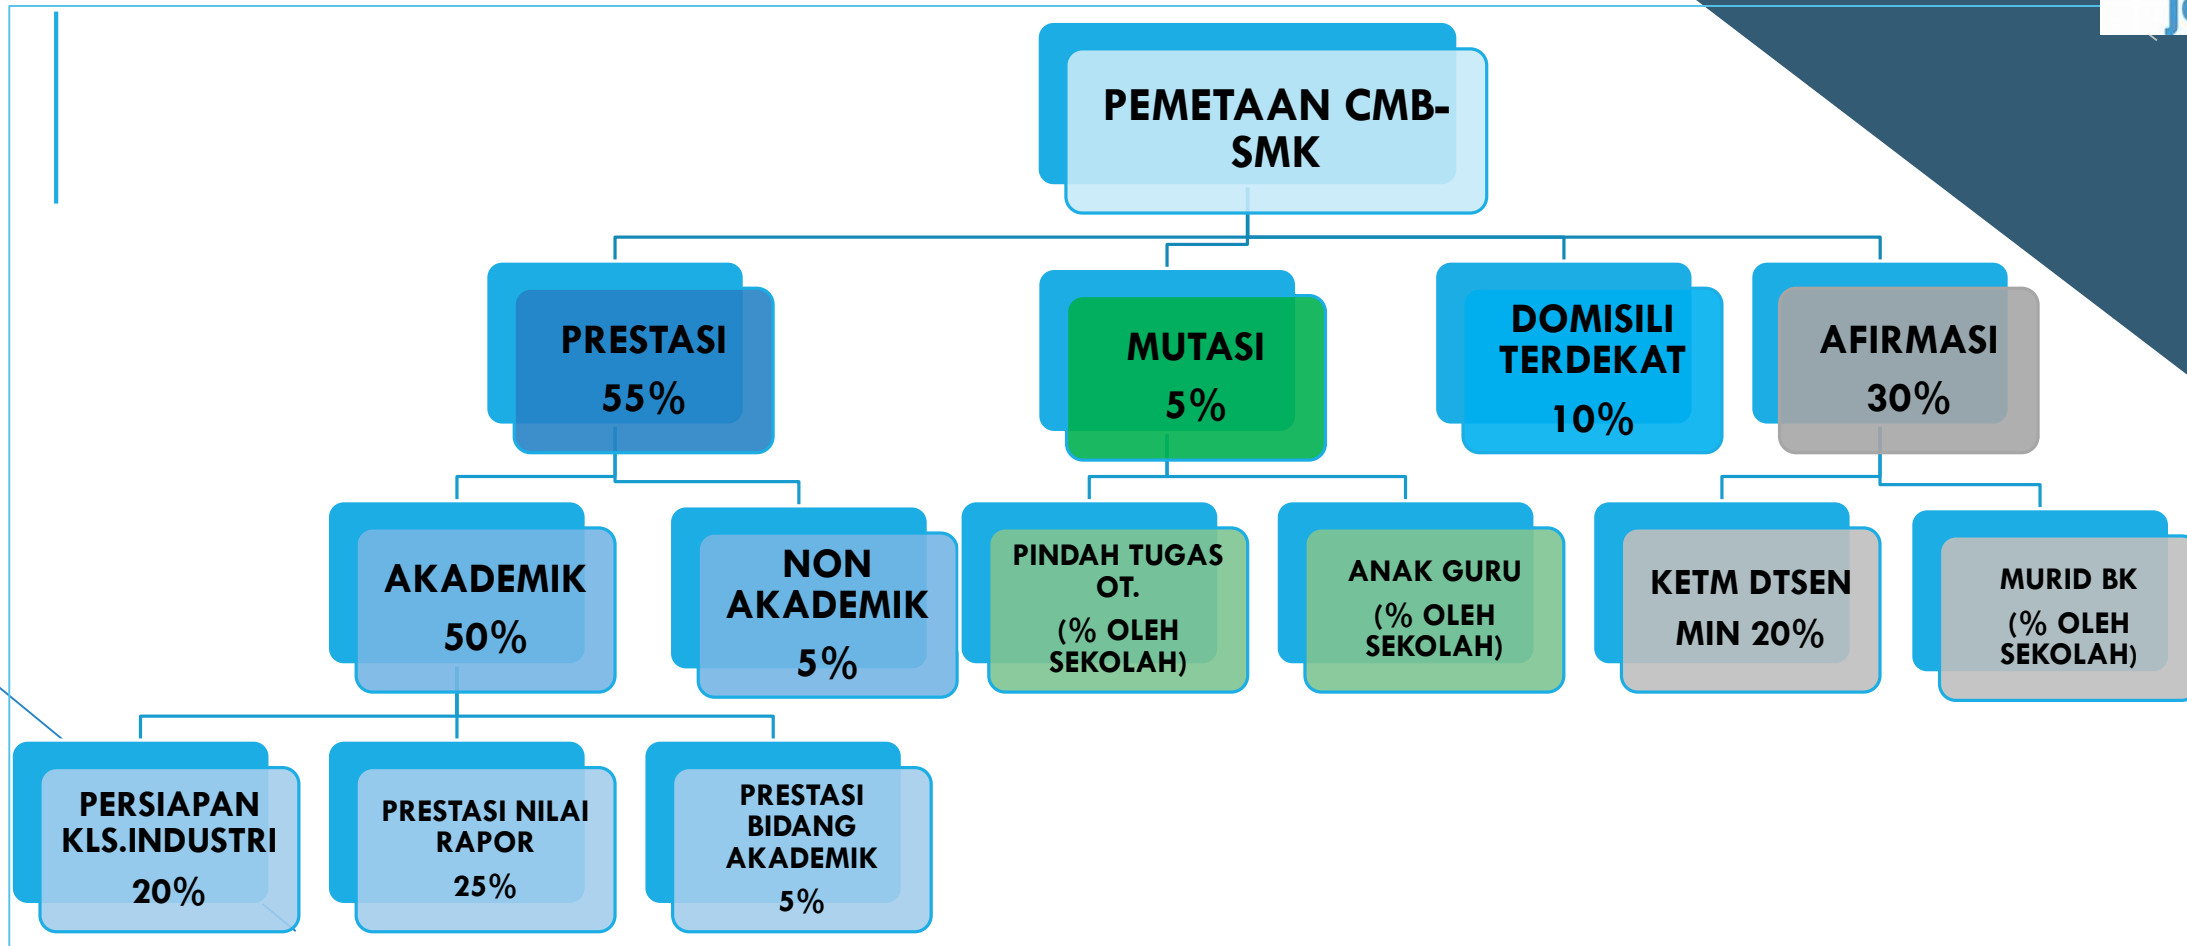 PEMETAAN CMB-
SMK
PRESTASI
55%
MUTASI
5%
DOMISILI
TERDEKAT
10%
AFIRMASI
30%
AKADEMIK
50%
NON
AKADEMIK
5%
PINDAH TUGAS
OT.
(% OLEH
SEKOLAH)
ANAK GURU
(% OLEH
SEKOLAH)
KETM DTSEN
MIN 20%
MURID BK
(% OLEH
SEKOLAH)
PERSIAPAN
KLS.INDUSTRI
20%
PRESTASI NILAI
RAPOR
25%
PRESTASI
BIDANG
AKADEMIK
5%